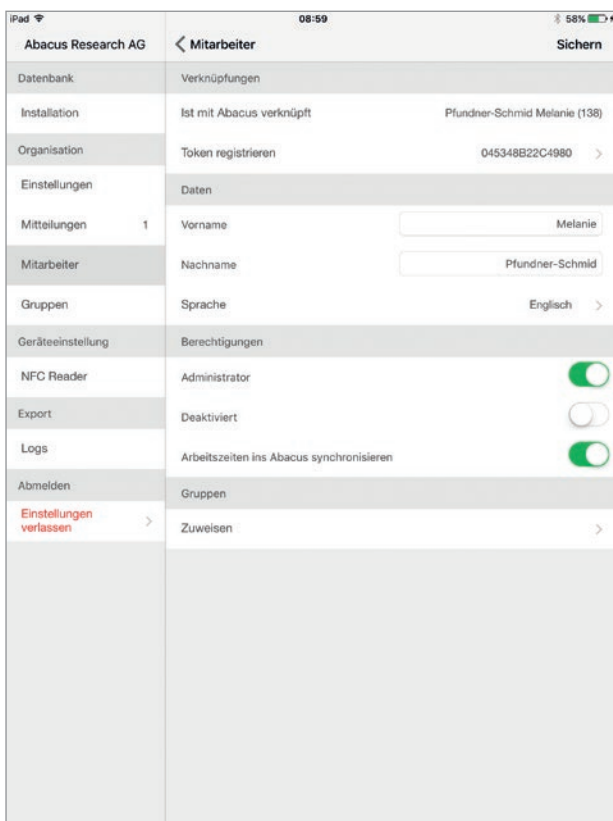 iPad 08:59 58%
Abacus Research AG
Datenbank
Installation
Organisation
Einstellungen
Mitteilungen 1
Mitarbeiter
Gruppen
Geräteeinstellung
NFC Reader
Export
Logs
Abmelden
Einstellungen
verlassen
Mitarbeiter Sichern
Verknüpfungen
Ist mit Abacus verknüpft Pfundner-Schmid Melanie (138)
Token registrieren 045348B22C4980
Daten
Vorname Melanie
Nachname Pfundner-Schmid
Sprache Englisch
Berechtigungen
Administrator
Deaktiviert
Arbeitszeiten ins Abacus synchronisieren
Gruppen
Zuweisen